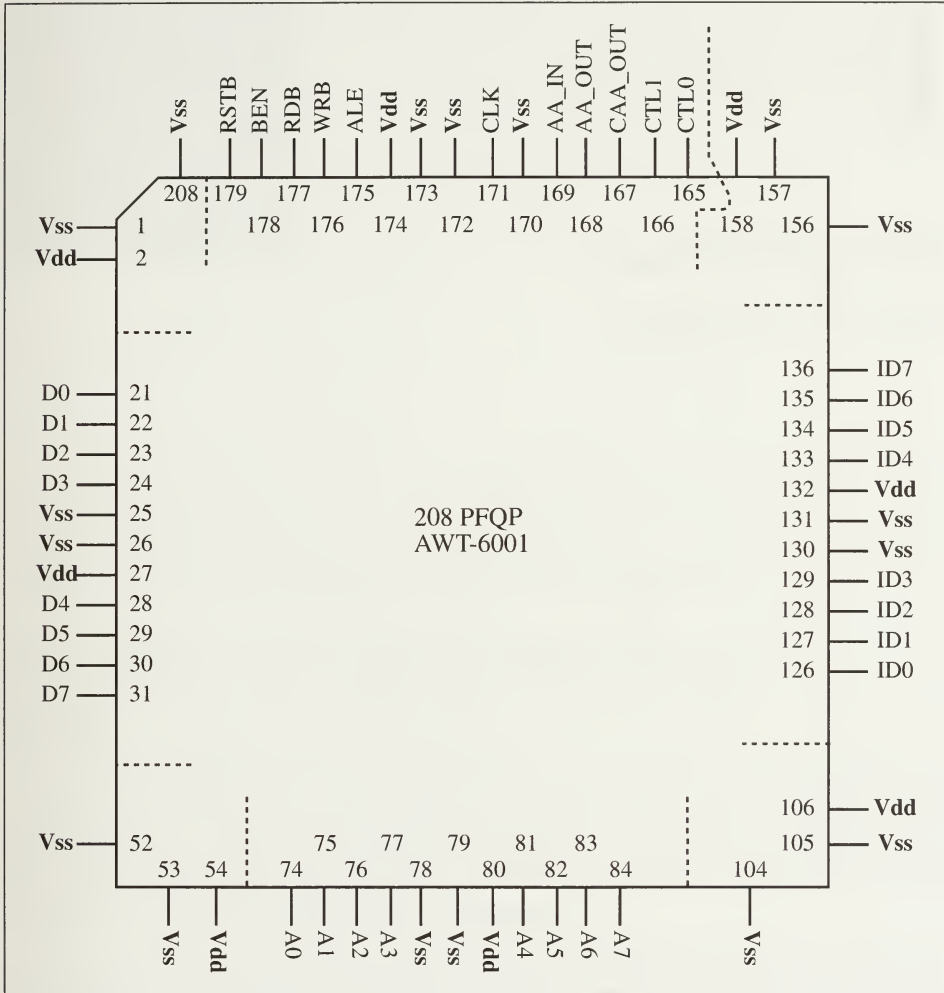 Vss
RSTB
BEN
RDB
WRB
ALE
Vdd
Vss
Vss
CLK
Vss
AA_IN
AA_OUT
CAA_OUT
CTL1
CTL0
Vdd
Vss
208 179 177 175 173 171 169 167 165 157
Vss 1 178 176 174 172 170 168 166 158 156 Vss
Vdd 2
136 ID7
D0 21
135 ID6
D1 22
134 ID5
D2 23
133 ID4
D3 24
132 Vdd
Vss 25
131 Vss
Vss 26
130 Vss
Vdd 27
129 ID3
D4 28
128 ID2
D5 29
127 ID1
D6 30
126 ID0
D7 31
208 PFQP
AWT-6001
106 Vdd
Vss 52 75 77 79 81 83 105 Vss
53 54 74 76 78 80 82 84 104
Vss
Vdd
A0
A1
A2
A3
Vss
Vss
Vdd
A4
A5
A6
A7
Vss